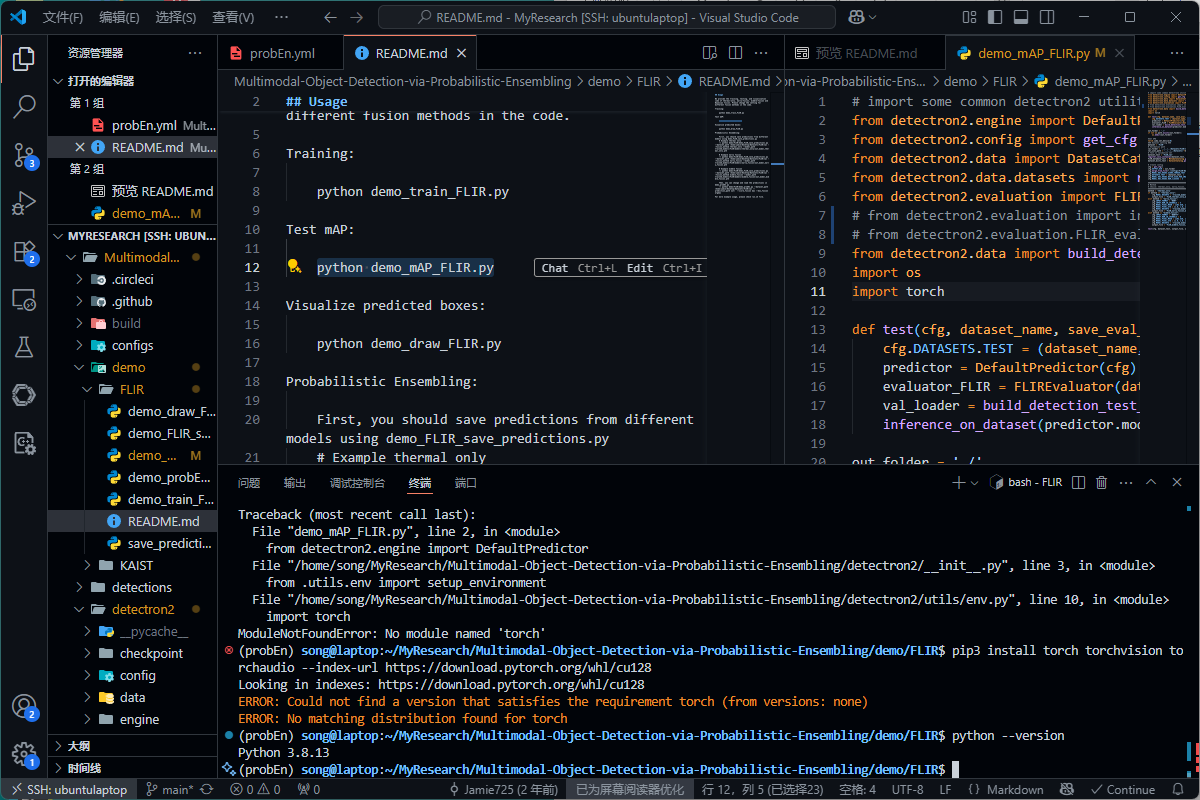 文件(F) 编辑(E) 选择(S) 查看(V) ··· README.md - MyResearch [SSH: ubuntulaptop] - Visual Studio Code
资源管理器 ···
打开的编辑器
第 1 组
probEn.yml Mult...
README.md Mu...
第 2 组
预览 README.md
demo_mA... M
MYRESEARCH [SSH: UBUN...
Multimodal...
.circleci
.github
build
configs
demo
FLIR
demo_draw_F...
demo_FLIR_s...
demo_... M
demo_probE...
demo_train_F...
README.md
save_predicti...
KAIST
detections
detectron2
__pycache__
checkpoint
config
data
engine
大纲
时间线
3
2
2
1
probEn.yml README.md
Multimodal-Object-Detection-via-Probabilistic-Ensembling > demo > FLIR > README.md >
2 ## Usage
different fusion methods in the code.
5
6 Training:
7
8 python demo_train_FLIR.py
9
10 Test mAP:
11
12 python demo_mAP_FLIR.py Chat Ctrl+L Edit Ctrl+I
13
14 Visualize predicted boxes:
15
16 python demo_draw_FLIR.py
17
18 Probabilistic Ensembling:
19
20 First, you should save predictions from different
models using demo_FLIR_save_predictions.py
21 # Example thermal only
预览 README.md demo_mAP_FLIR.py M ···
on-via-Probabilistic-Ens... > demo > FLIR > demo_mAP_FLIR.py > ...
1 # import some common detectron2 utilit
2 from detectron2.engine import DefaultP
3 from detectron2.config import get_cfg
4 from detectron2.data import DatasetCat
5 from detectron2.data.datasets import r
6 from detectron2.evaluation import FLIR
7 # from detectron2.evaluation import in
8 # from detectron2.evaluation.FLIR_eval
9 from detectron2.data import build_dete
10 import os
11 import torch
12
13 def test(cfg, dataset_name, save_eval_
14 cfg.DATASETS.TEST = (dataset_name,
15 predictor = DefaultPredictor(cfg)
16 evaluator_FLIR = FLIREvaluator(dat
17 val_loader = build_detection_test_
18 inference_on_dataset(predictor.mod
19
20 out_folder = './'
问题 输出 调试控制台 终端 端口 bash - FLIR ···
Traceback (most recent call last):
File "demo_mAP_FLIR.py", line 2, in <module>
from detectron2.engine import DefaultPredictor
File "/home/song/MyResearch/Multimodal-Object-Detection-via-Probabilistic-Ensembling/detectron2/__init__.py", line 3, in <module>
from .utils.env import setup_environment
File "/home/song/MyResearch/Multimodal-Object-Detection-via-Probabilistic-Ensembling/detectron2/utils/env.py", line 10, in <module>
import torch
ModuleNotFoundError: No module named 'torch'
(probEn) song@laptop:~/MyResearch/Multimodal-Object-Detection-via-Probabilistic-Ensembling/demo/FLIR$ pip3 install torch torchvision to
rchaudio --index-url https://download.pytorch.org/whl/cu128
Looking in indexes: https://download.pytorch.org/whl/cu128
ERROR: Could not find a version that satisfies the requirement torch (from versions: none)
ERROR: No matching distribution found for torch
(probEn) song@laptop:~/MyResearch/Multimodal-Object-Detection-via-Probabilistic-Ensembling/demo/FLIR$ python --version
Python 3.8.13
(probEn) song@laptop:~/MyResearch/Multimodal-Object-Detection-via-Probabilistic-Ensembling/demo/FLIR$
SSH: ubuntulaptop main* 0 0 0 Jamie725 (2 年前) 已为屏幕阅读器优化 行 12，列 5 (已选择23) 空格: 4 UTF-8 LF {} Markdown Continue